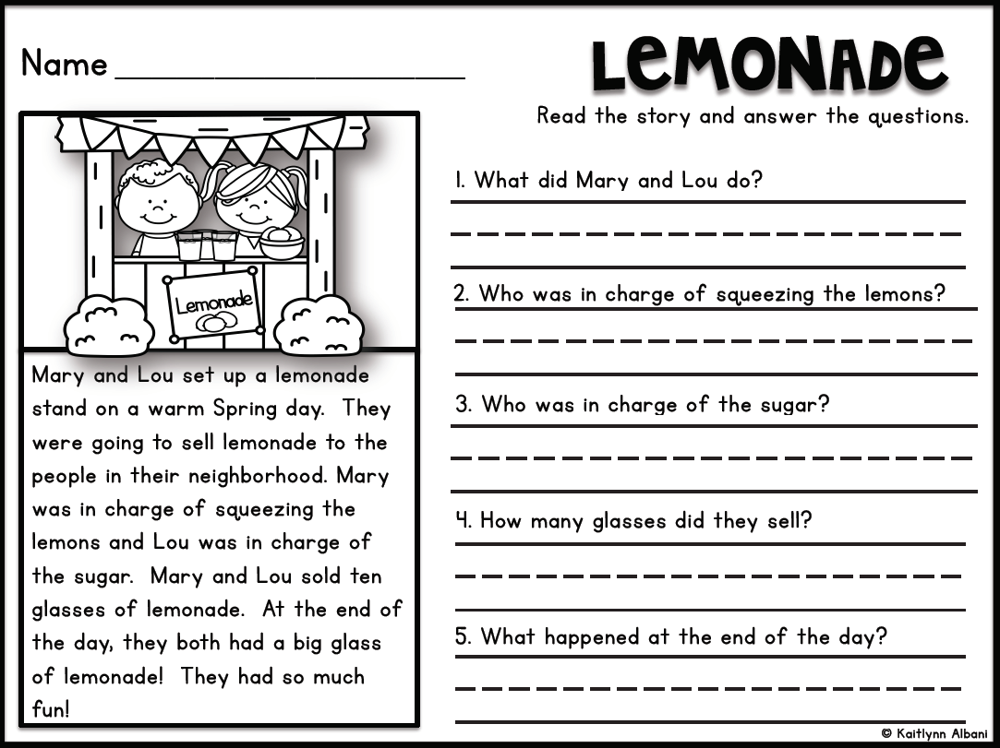 Name
LEMONADE
Read the story and answer the questions.
Lemonade
Mary and Lou set up a lemonade
stand on a warm Spring day. They
were going to sell lemonade to the
people in their neighborhood. Mary
was in charge of squeezing the
lemons and Lou was in charge of
the sugar. Mary and Lou sold ten
glasses of lemonade. At the end of
the day, they both had a big glass
of lemonade! They had so much
fun!
1. What did Mary and Lou do?
2. Who was in charge of squeezing the lemons?
3. Who was in charge of the sugar?
4. How many glasses did they sell?
5. What happened at the end of the day?
© Kaitlynn Albani